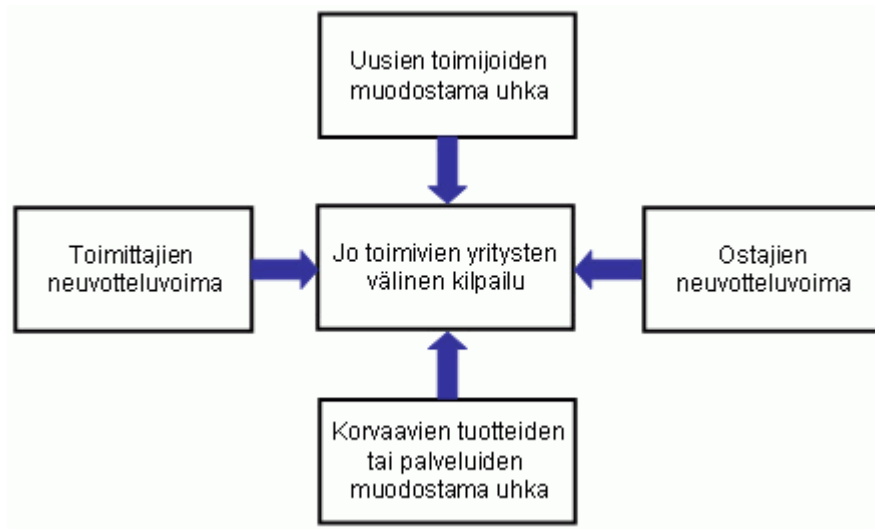 Uusien toimijoiden
muodostama uhka
Toimittajien
neuvotteluvoima
Jo toimivien yritysten
välinen kilpailu
Ostajien
neuvotteluvoima
Korvaavien tuotteiden
tai palveluiden
muodostama uhka